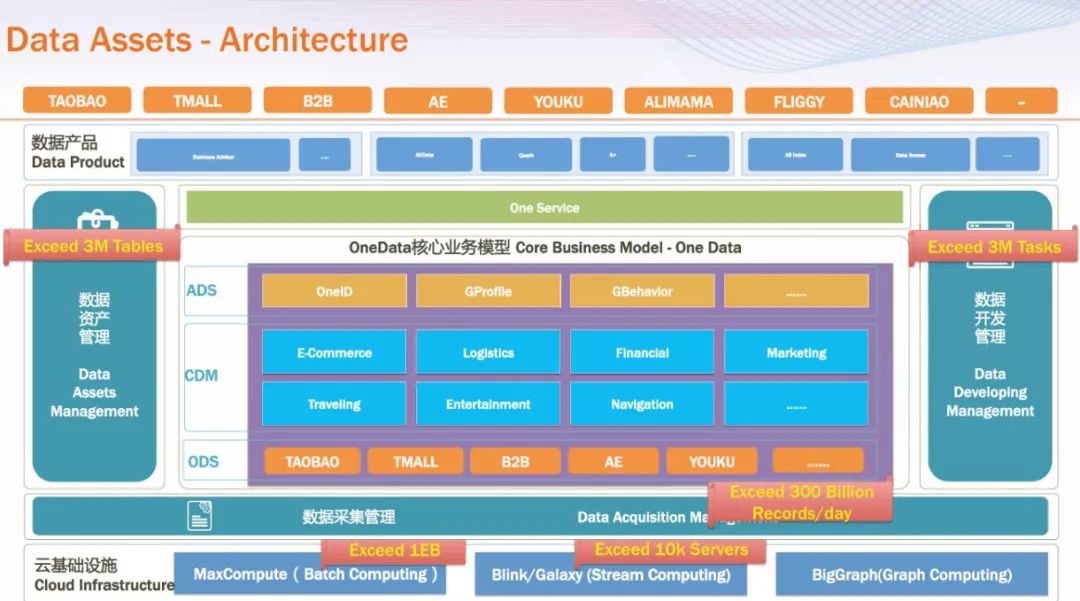 Data Assets - Architecture
TAOBAO
TMALL
B2B
AE
YOUKU
ALIMAMA
FLIGGY
CAINIAO
–
数据产品
Data Product
Business Advisor
....
AliData
QuarK
A+
....
Ali Index
Data Screen
....
One Service
Exceed 3M Tables
数据
资产
管理
Data
Assets
Management
OneData核心业务模型 Core Business Model - One Data
ADS
OneID
GProfile
GBehavior
......
CDM
E-Commerce
Logistics
Financial
Marketing
Traveling
Entertainment
Navigation
......
ODS
TAOBAO
TMALL
B2B
AE
YOUKU
......
Exceed 3M Tasks
数据
开发
管理
Data
Developing
Management
Exceed 300 Billion
Records/day
数据采集管理
Data Acquisition Management
云基础设施
Cloud Infrastructure
Exceed 1EB
MaxCompute ( Batch Computing )
Exceed 10k Servers
Blink/Galaxy (Stream Computing)
BigGraph(Graph Computing)